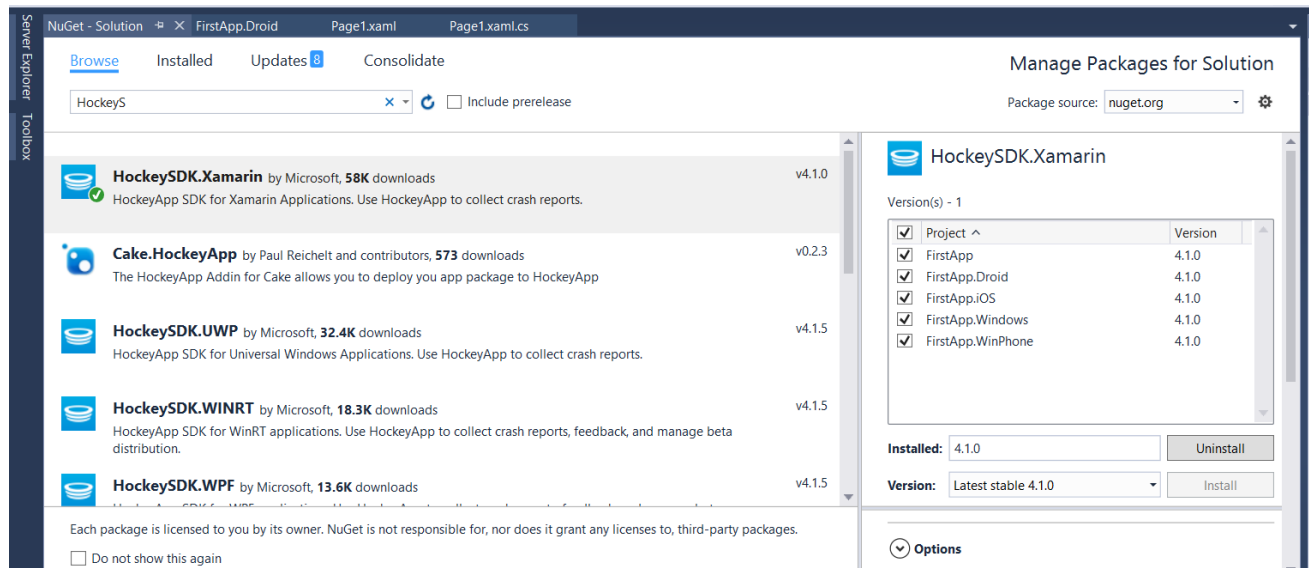 Server Explorer
Toolbox
NuGet - Solution
FirstApp.Droid
Page1.xaml
Page1.xaml.cs
Browse
Installed
Updates 8
Consolidate
Manage Packages for Solution
HockeyS
Include prerelease
Package source: nuget.org
HockeySDK.Xamarin by Microsoft, 58K downloads
v4.1.0
HockeyApp SDK for Xamarin Applications. Use HockeyApp to collect crash reports.
Cake.HockeyApp by Paul Reichelt and contributors, 573 downloads
v0.2.3
The HockeyApp Addin for Cake allows you to deploy you app package to HockeyApp
HockeySDK.UWP by Microsoft, 32.4K downloads
v4.1.5
HockeyApp SDK for Universal Windows Applications. Use HockeyApp to collect crash reports.
HockeySDK.WINRT by Microsoft, 18.3K downloads
v4.1.5
HockeyApp SDK for WinRT applications. Use HockeyApp to collect crash reports, feedback, and manage beta
distribution.
HockeySDK.WPF by Microsoft, 13.6K downloads
v4.1.5
Each package is licensed to you by its owner. NuGet is not responsible for, nor does it grant any licenses to, third-party packages.
Do not show this again
HockeySDK.Xamarin
Version(s) - 1
Project Version
FirstApp 4.1.0
FirstApp.Droid 4.1.0
FirstApp.iOS 4.1.0
FirstApp.Windows 4.1.0
FirstApp.WinPhone 4.1.0
Installed: 4.1.0 Uninstall
Version: Latest stable 4.1.0 Install
Options